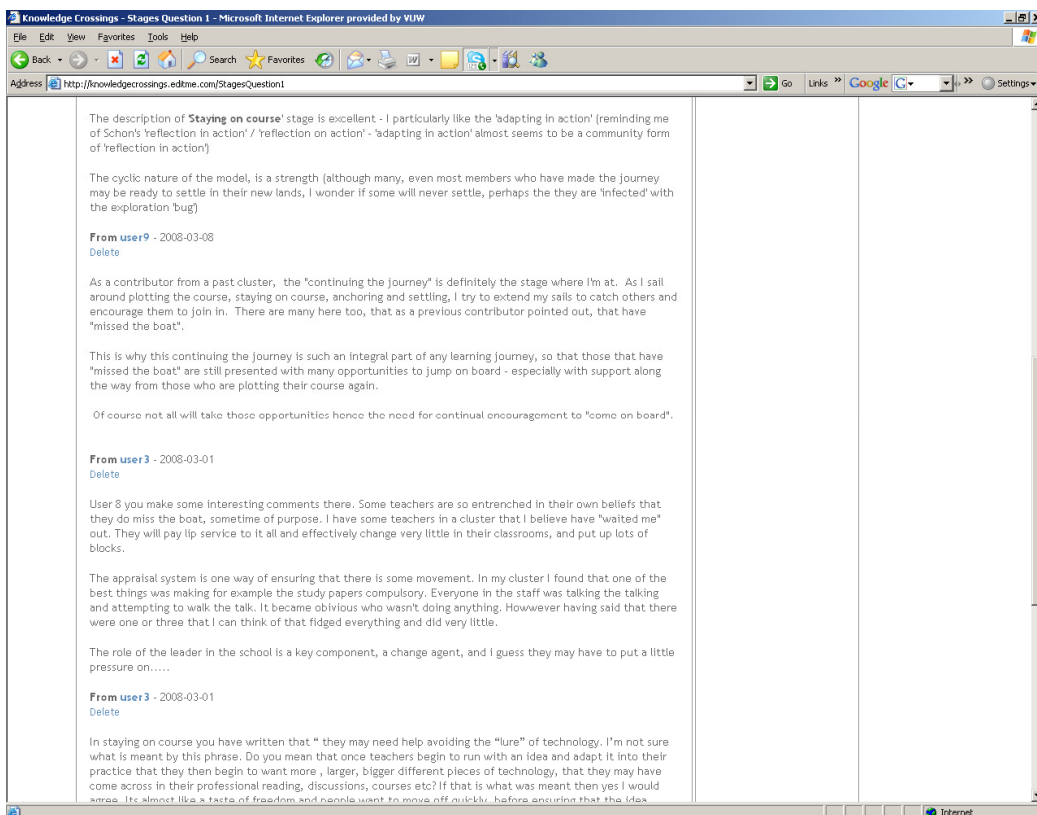 Knowledge Crossings - Stages Question 1 - Microsoft Internet Explorer provided by VUW
File Edit View Favorites Tools Help
Back Search Favorites
Address http://knowledgecrossings.editme.com/StagesQuestion1 Go Links » Google G Settings
The description of 'Staying on course' stage is excellent - I particularly like the 'adapting in action' (reminding me
of Schon's 'reflection in action' / 'reflection on action' - 'adapting in action' almost seems to be a community form
of 'reflection in action')
The cyclic nature of the model, is a strength (although many, even most members who have made the journey
may be ready to settle in their new lands, I wonder if some will never settle, perhaps the they are 'infected' with
the exploration 'bug')
From user9 - 2008-03-08
Delete
As a contributor from a past cluster, the "continuing the journey" is definitely the stage where I'm at. As I sail
around plotting the course, staying on course, anchoring and settling, I try to extend my sails to catch others and
encourage them to join in. There are many here too, that as a previous contributor pointed out, that have
"missed the boat".
This is why this continuing the journey is such an integral part of any learning journey, so that those that have
"missed the boat" are still presented with many opportunities to jump on board - especially with support along
the way from those who are plotting their course again.
Of course not all will take those opportunities hence the need for continual encouragement to "come on board".
From user3 - 2008-03-01
Delete
User 8 you make some interesting comments there. Some teachers are so entrenched in their own beliefs that
they do miss the boat, sometime of purpose. I have some teachers in a cluster that I believe have "waited me"
out. They will pay lip service to it all and effectively change very little in their classrooms, and put up lots of
blocks.
The appraisal system is one way of ensuring that there is some movement. In my cluster I found that one of the
best things was making for example the study papers compulsory. Everyone in the staff was talking the talking
and attempting to walk the talk. It became obivious who wasn't doing anything. Howwever having said that there
were one or three that I can think of that fidged everything and did very little.
The role of the leader in the school is a key component, a change agent, and i guess they may have to put a little
pressure on.....
From user3 - 2008-03-01
Delete
In staying on course you have written that “ they may need help avoiding the “lure” of technology. I’m not sure
what is meant by this phrase. Do you mean that once teachers begin to run with an idea and adapt it into their
practice that they then begin to want more , larger, bigger different pieces of technology, that they may have
come across in their professional reading, discussions, courses etc? If that is what was meant then yes I would
agree. Its almost like a taste of freedom and people want to move off quickly, before ensuring that the idea
Internet